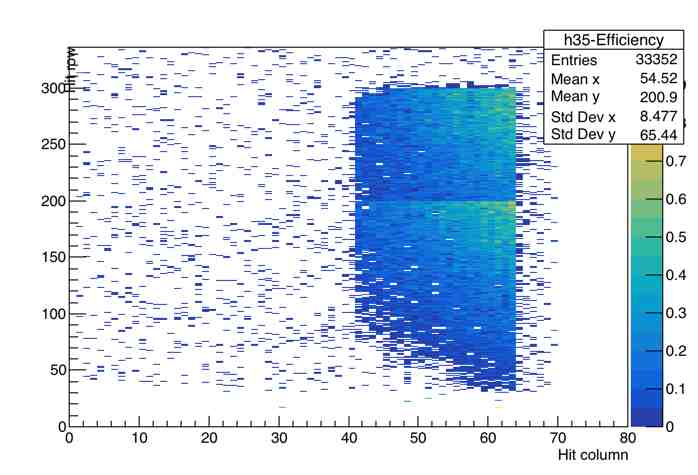 h35-Efficiency
Entries 33352
Mean x 54.52
Mean y 200.9
Std Dev x 8.477
Std Dev y 65.44
Hit row
300
250
200
150
100
50
0
0 10 20 30 40 50 60 70 80
Hit column
0.7
0.6
0.5
0.4
0.3
0.2
0.1
0